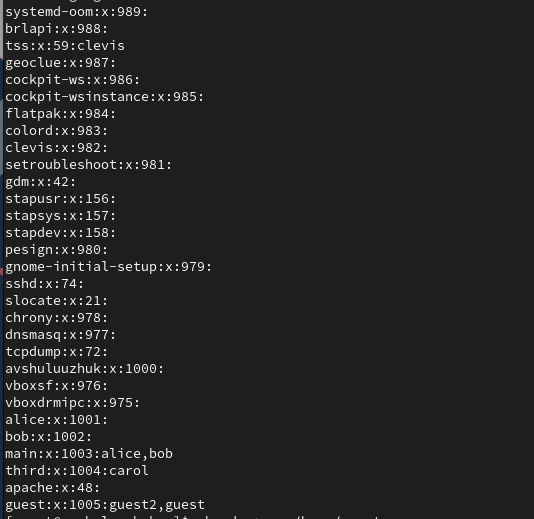 systemd-oom:x:989:
brlapi:x:988:
tss:x:59:clevis
geoclue:x:987:
cockpit-ws:x:986:
cockpit-wsinstance:x:985:
flatpak:x:984:
colord:x:983:
clevis:x:982:
setroubleshoot:x:981:
gdm:x:42:
stapusr:x:156:
stapsys:x:157:
stapdev:x:158:
pesign:x:980:
gnome-initial-setup:x:979:
sshd:x:74:
slocate:x:21:
chrony:x:978:
dnsmasq:x:977:
tcpdump:x:72:
avshuluuzhuk:x:1000:
vboxsf:x:976:
vboxdrmipc:x:975:
alice:x:1001:
bob:x:1002:
main:x:1003:alice,bob
third:x:1004:carol
apache:x:48:
guest:x:1005:guest2,guest